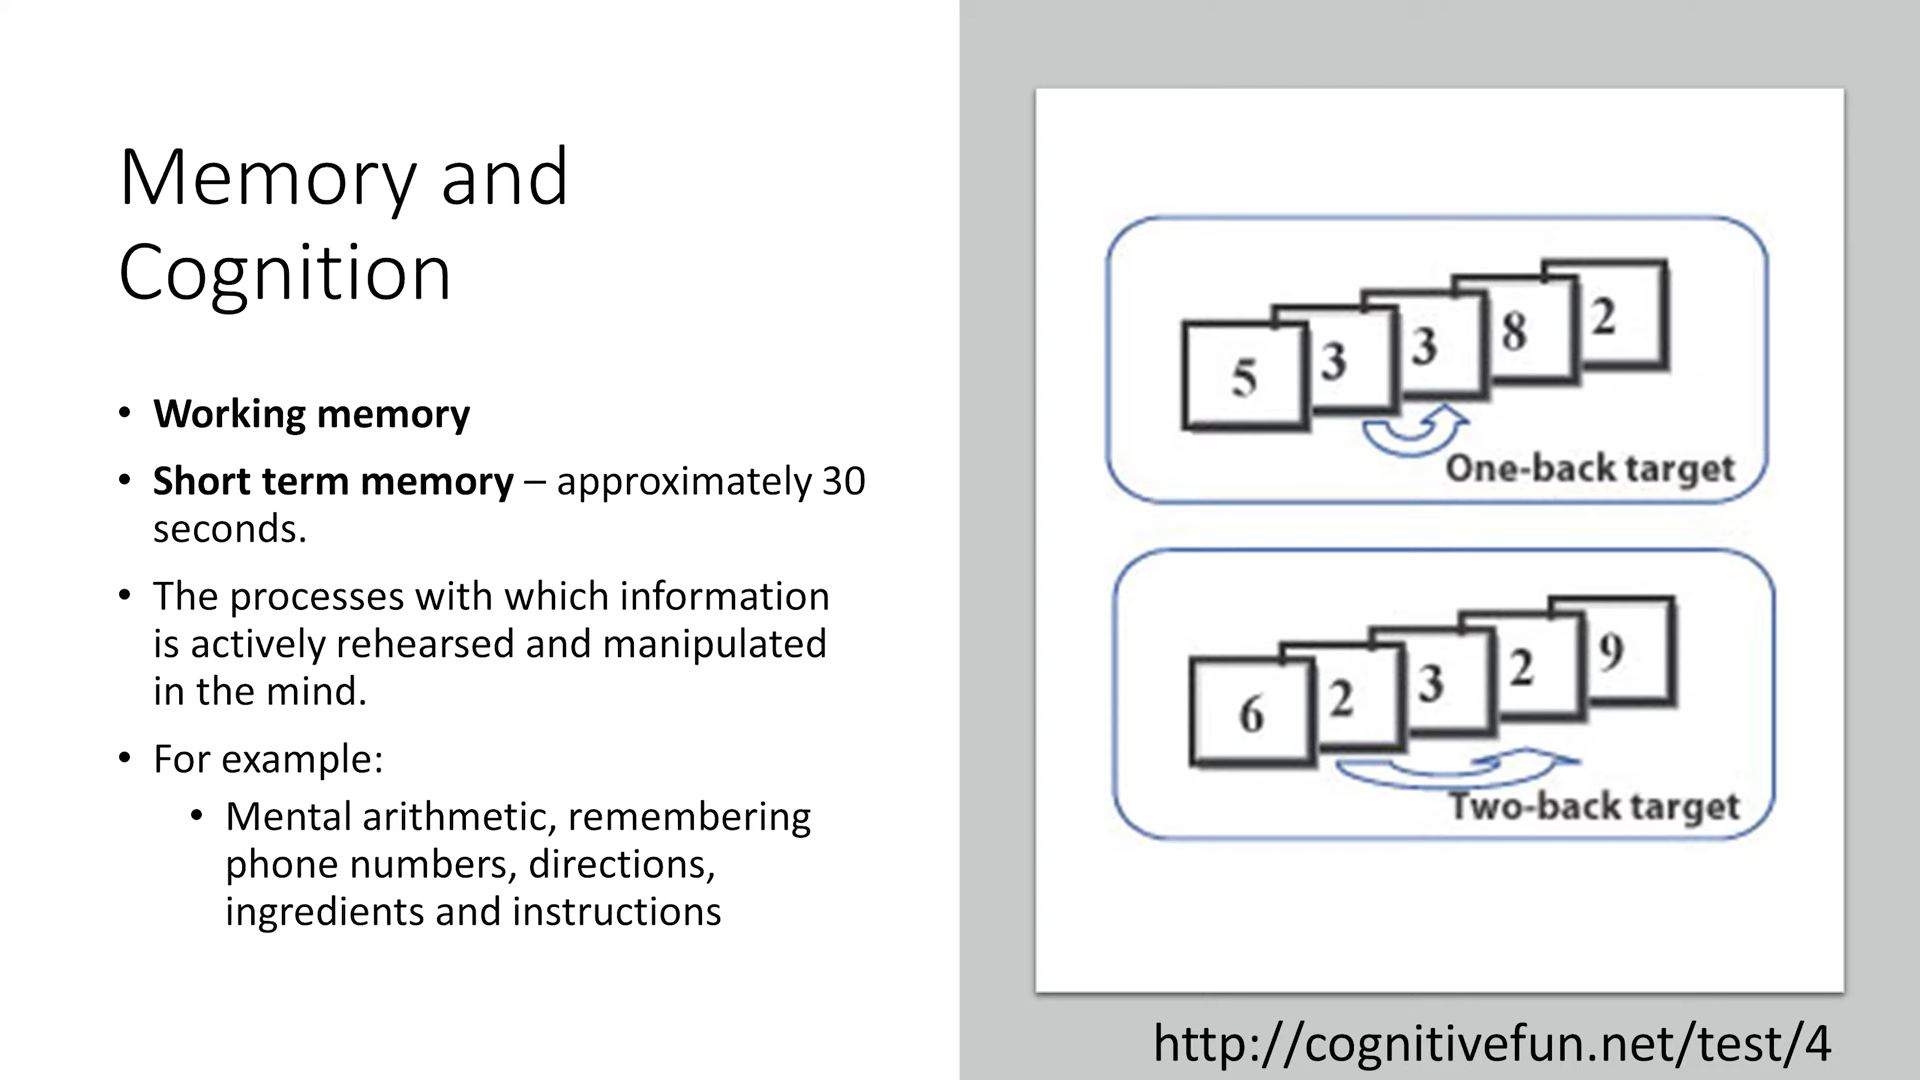 Memory and
Cognition
• Working memory
• Short term memory – approximately 30
seconds.
• The processes with which information
is actively rehearsed and manipulated
in the mind.
• For example:
• Mental arithmetic, remembering
phone numbers, directions,
ingredients and instructions
5 3 3 8 2
One-back target
6 2 3 2 9
Two-back target
http://cognitivefun.net/test/4